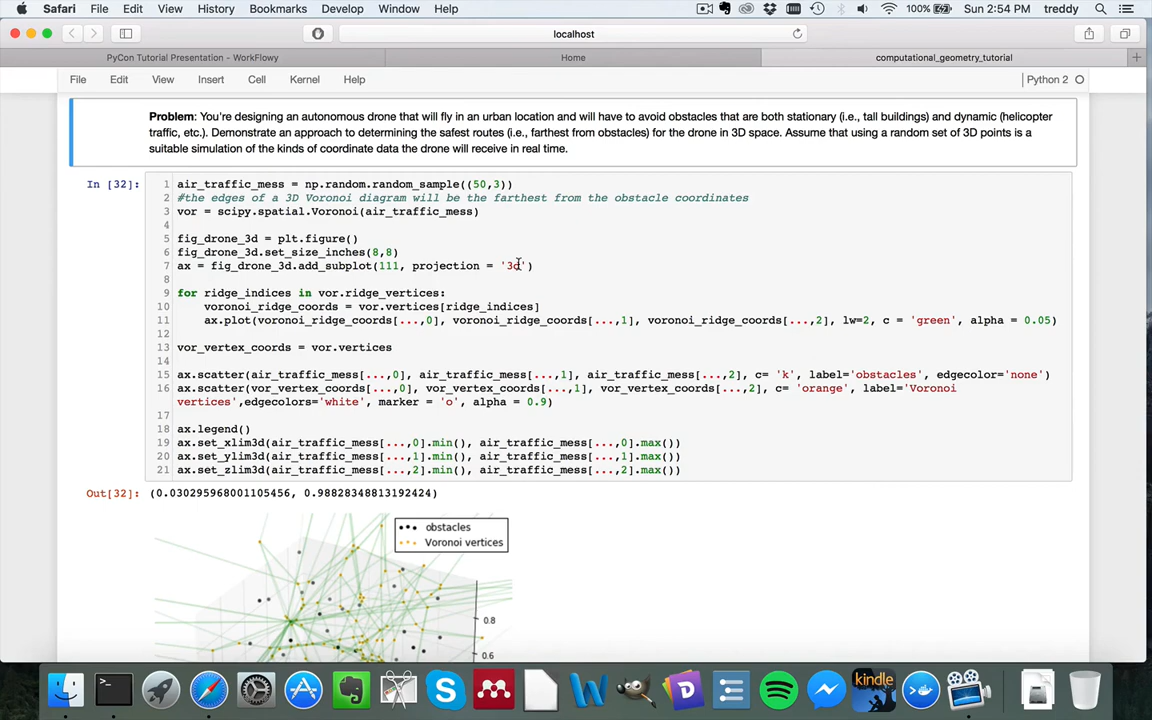 Safari File Edit View History Bookmarks Develop Window Help 100% Sun 2:54 PM treddy
localhost
PyCon Tutorial Presentation - WorkFlowy Home computational_geometry_tutorial
File Edit View Insert Cell Kernel Help Python 2
Problem: You're designing an autonomous drone that will fly in an urban location and will have to avoid obstacles that are both stationary (i.e., tall buildings) and dynamic (helicopter
traffic, etc.). Demonstrate an approach to determining the safest routes (i.e., farthest from obstacles) for the drone in 3D space. Assume that using a random set of 3D points is a
suitable simulation of the kinds of coordinate data the drone will receive in real time.
In [32]:
1 air_traffic_mess = np.random.random_sample((50,3))
2 #the edges of a 3D Voronoi diagram will be the farthest from the obstacle coordinates
3 vor = scipy.spatial.Voronoi(air_traffic_mess)
4
5 fig_drone_3d = plt.figure()
6 fig_drone_3d.set_size_inches(8,8)
7 ax = fig_drone_3d.add_subplot(111, projection = '3d')
8
9 for ridge_indices in vor.ridge_vertices:
10 voronoi_ridge_coords = vor.vertices[ridge_indices]
11 ax.plot(voronoi_ridge_coords[...,0], voronoi_ridge_coords[...,1], voronoi_ridge_coords[...,2], lw=2, c = 'green', alpha = 0.05)
12
13 vor_vertex_coords = vor.vertices
14
15 ax.scatter(air_traffic_mess[...,0], air_traffic_mess[...,1], air_traffic_mess[...,2], c= 'k', label='obstacles', edgecolor='none')
16 ax.scatter(vor_vertex_coords[...,0], vor_vertex_coords[...,1], vor_vertex_coords[...,2], c= 'orange', label='Voronoi
vertices',edgecolors='white', marker = 'o', alpha = 0.9)
17
18 ax.legend()
19 ax.set_xlim3d(air_traffic_mess[...,0].min(), air_traffic_mess[...,0].max())
20 ax.set_ylim3d(air_traffic_mess[...,1].min(), air_traffic_mess[...,1].max())
21 ax.set_zlim3d(air_traffic_mess[...,2].min(), air_traffic_mess[...,2].max())
Out[32]: (0.030295968001105456, 0.98828348813192424)
obstacles
Voronoi vertices
0.8
0.6
kindle